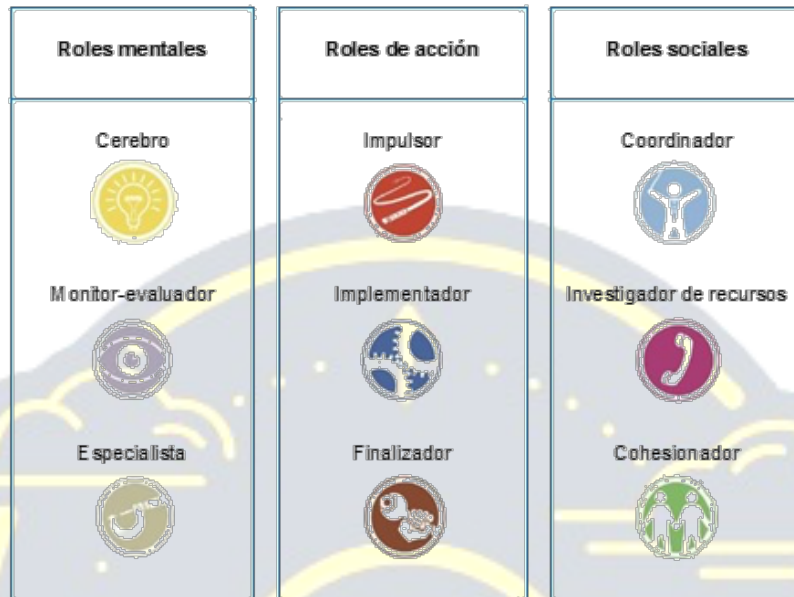 Roles mentales
Roles de acción
Roles sociales
Cerebro
Impulsor
Coordinador
Monitor-evaluador
Implementador
Investigador de recursos
Especialista
Finalizador
Cohesionador